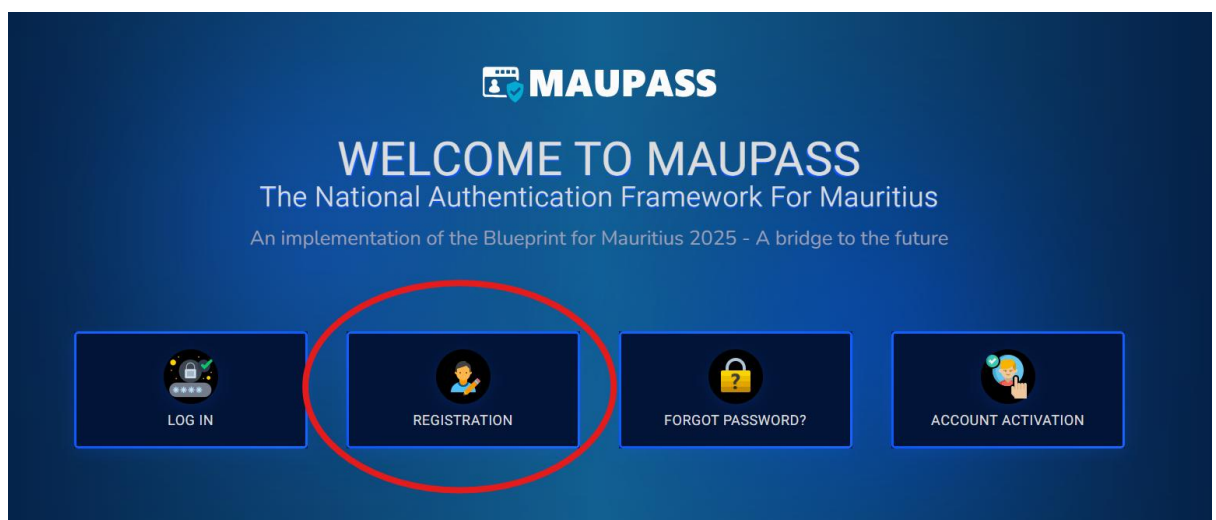 MAUPASS
WELCOME TO MAUPASS
The National Authentication Framework For Mauritius
An implementation of the Blueprint for Mauritius 2025 - A bridge to the future
LOG IN
REGISTRATION
FORGOT PASSWORD?
ACCOUNT ACTIVATION